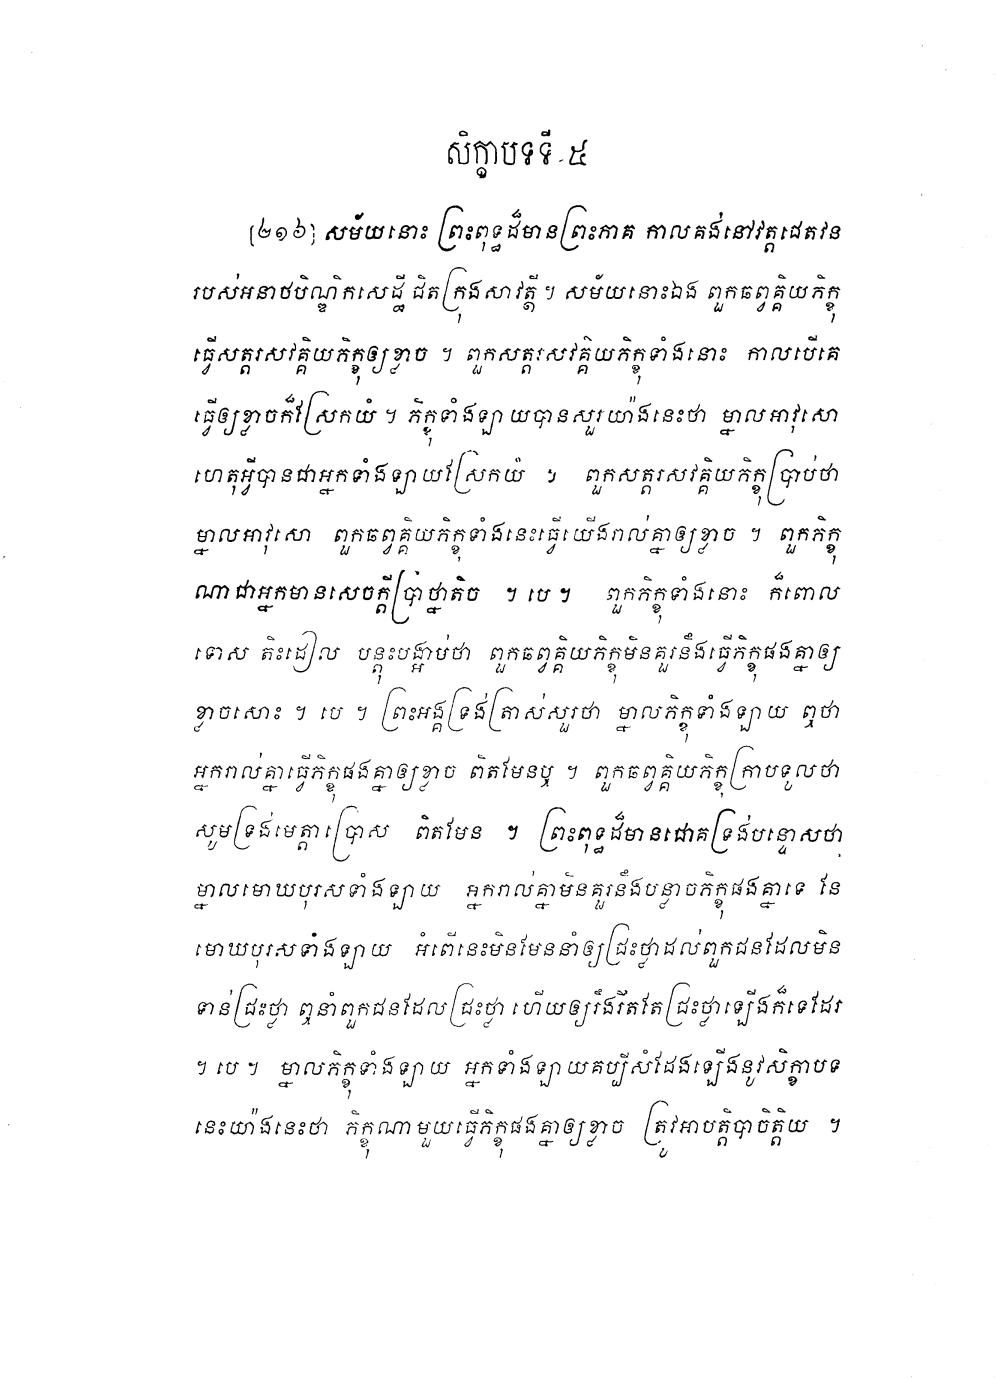 សិក្ខាបទទី ៥
[២១៦] សម័យនោះ ព្រះពុទ្ធដ៏មានព្រះភាគ កាលគង់នៅវត្តជេតវន
របស់អនាថបិណ្ឌិកសេដ្ឋី ជិតក្រុងសាវត្ថី ។ សម័យនោះឯង ពួកឆព្វគ្គិយភិក្ខុ
ធ្វើសត្តរសវគ្គិយភិក្ខុឲ្យខ្លាច ។ ពួកសត្តរសវគ្គិយភិក្ខុទាំងនោះ កាលបើគេ
ធ្វើឲ្យខ្លាចក៏ស្រែកយំ ។ ភិក្ខុទាំងឡាយបានសួរយ៉ាងនេះថា ម្នាលអាវុសោ
ហេតុអ្វីបានជាអ្នកទាំងឡាយស្រែកយំ ។ ពួកសត្តរសវគ្គិយភិក្ខុប្រាប់ថា
ម្នាលអាវុសោ ពួកឆព្វគ្គិយភិក្ខុទាំងនេះធ្វើយើងរាល់គ្នាឲ្យខ្លាច ។ ពួកភិក្ខុ
ណាជាអ្នកមានសេចក្តីប្រាថ្នាតិច ។ បេ ។ ពួកភិក្ខុទាំងនោះ ក៏ពោល
ទោស តិះដៀល បន្តុះបង្អាប់ថា ពួកឆព្វគ្គិយភិក្ខុមិនគួរនឹងធ្វើភិក្ខុផងគ្នាឲ្យ
ខ្លាចសោះ ។ បេ ។ ព្រះអង្គទ្រង់ត្រាស់សួរថា ម្នាលភិក្ខុទាំងឡាយ ឮថា
អ្នករាល់គ្នាធ្វើភិក្ខុផងគ្នាឲ្យខ្លាច ពិតមែនឬ ។ ពួកឆព្វគ្គិយភិក្ខុក្រាបទូលថា
សូមទ្រង់មេត្តាប្រោស ពិតមែន ។ ព្រះពុទ្ធដ៏មានជោគទ្រង់បន្ទោសថា
ម្នាលមោឃបុរសទាំងឡាយ អ្នករាល់គ្នាមិនគួរនឹងបន្លាចភិក្ខុផងគ្នាទេ នែ
មោឃបុរសទាំងឡាយ អំពើនេះមិនមែននាំឲ្យជ្រះថ្លាដល់ពួកជនដែលមិន
ទាន់ជ្រះថ្លា ឮនាំពួកជនដែលជ្រះថ្លា ហើយឲ្យរឹងរឹតតែជ្រះថ្លាឡើងក៏ទេដែរ
។ បេ ។ ម្នាលភិក្ខុទាំងឡាយ អ្នកទាំងឡាយគប្បីសំដែងឡើងនូវសិក្ខាបទ
នេះយ៉ាងនេះថា ភិក្ខុណាមួយធ្វើភិក្ខុផងគ្នាឲ្យខ្លាច ត្រូវអាបត្តិបាចិត្តិយ ។